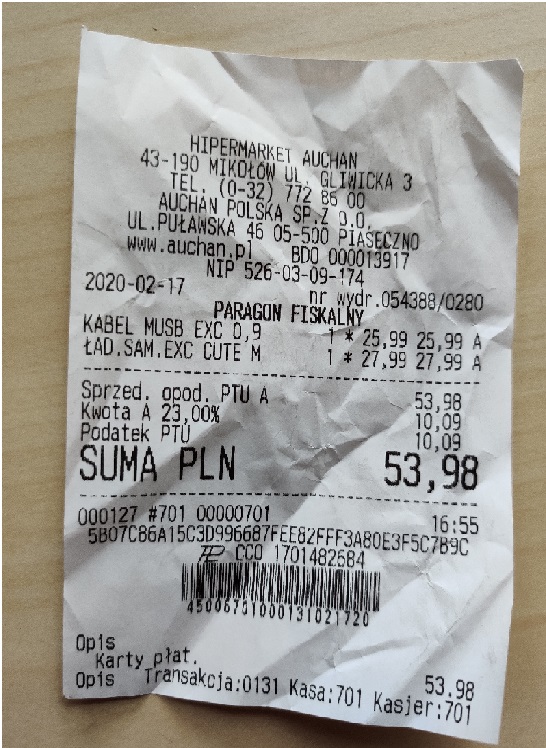 HIPERMARKET AUCHAN
43-190 MIKOŁÓW UL. GLIWICKA 3
TEL. (0-32) 772 86 00
AUCHAN POLSKA SP.Z O.O.
UL.PUŁAWSKA 46 05-500 PIASECZNO
www.auchan.pl BDO 000013917
NIP 526-03-09-174
2020-02-17 nr wydr.054388/0280
PARAGON FISKALNY
KABEL MUSB EXC 0,9 1 * 25,99 25,99 A
ŁAD.SAM.EXC CUTE M 1 * 27,99 27,99 A
Sprzed. opod. PTU A 53,98
Kwota A 23,00% 10,09
Podatek PTU 10,09
SUMA PLN 53,98
000127 #701 00000701 16:55
5B07CB6A15C3D996687FEE82FFF3A80E3F5C7B9C
CCO 1701482684
45006701000131021720
Opis
Karty płat. 53,98
Opis Transakcja:0131 Kasa:701 Kasjer:701